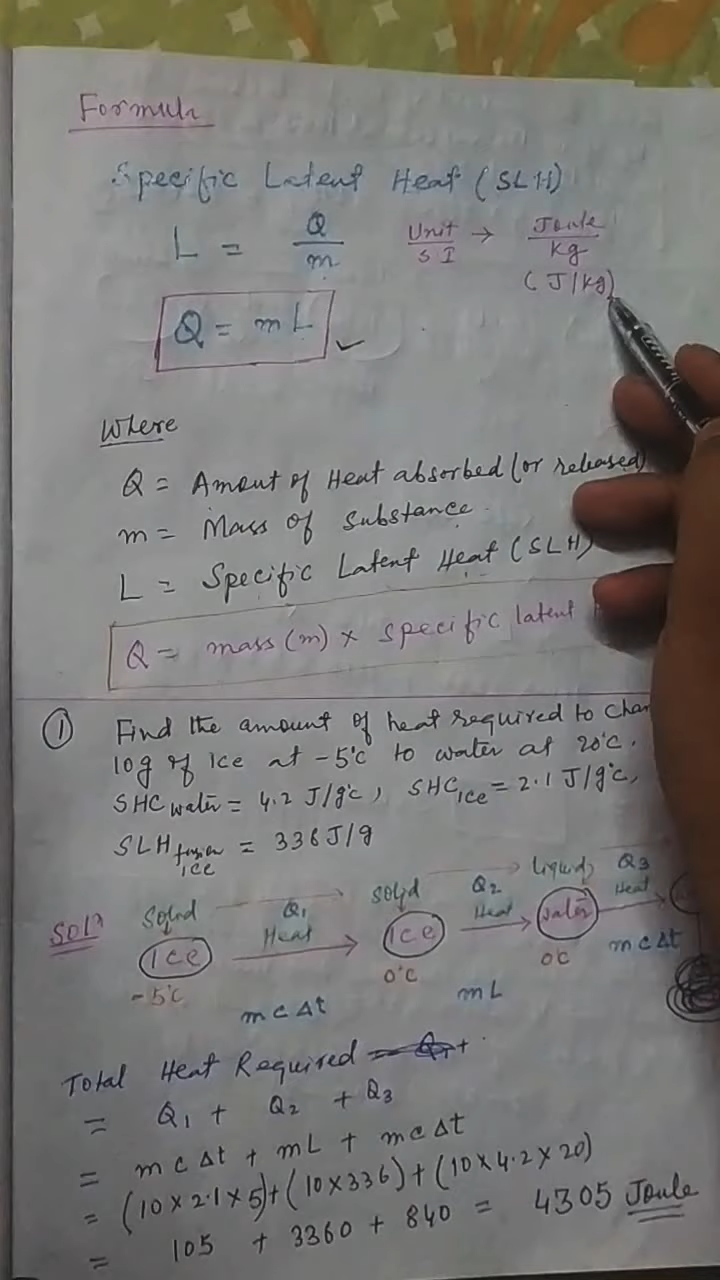 Formula
Specific Latent Heat (SLH)
L = Q/m Unit/SI → Joule/Kg
(J/Kg)
Q = mL ✓
Where
Q = Amount of Heat absorbed (or released)
m = Mass of Substance.
L = Specific Latent Heat (SLH)
Q = mass (m) × specific latent
① Find the amount of heat required to
10g of ice at -5°C to water at 20°C.
SHC water = 4.2 J/g°C, SHC ice = 2.1 J/g°C,
SLH fusion ice = 336 J/g
Solid Q1 Solid Q2 liquid Q3
Solⁿ Ice Heat → Ice Heat → water Heat →
-5°C 0°C 0°C
mcΔt mL mcΔt
Total Heat Required
= Q1 + Q2 + Q3
= mcΔt + mL + mcΔt
= (10×2.1×5)+(10×336)+(10×4.2×20)
= 105 + 3360 + 840 = 4305 Joule